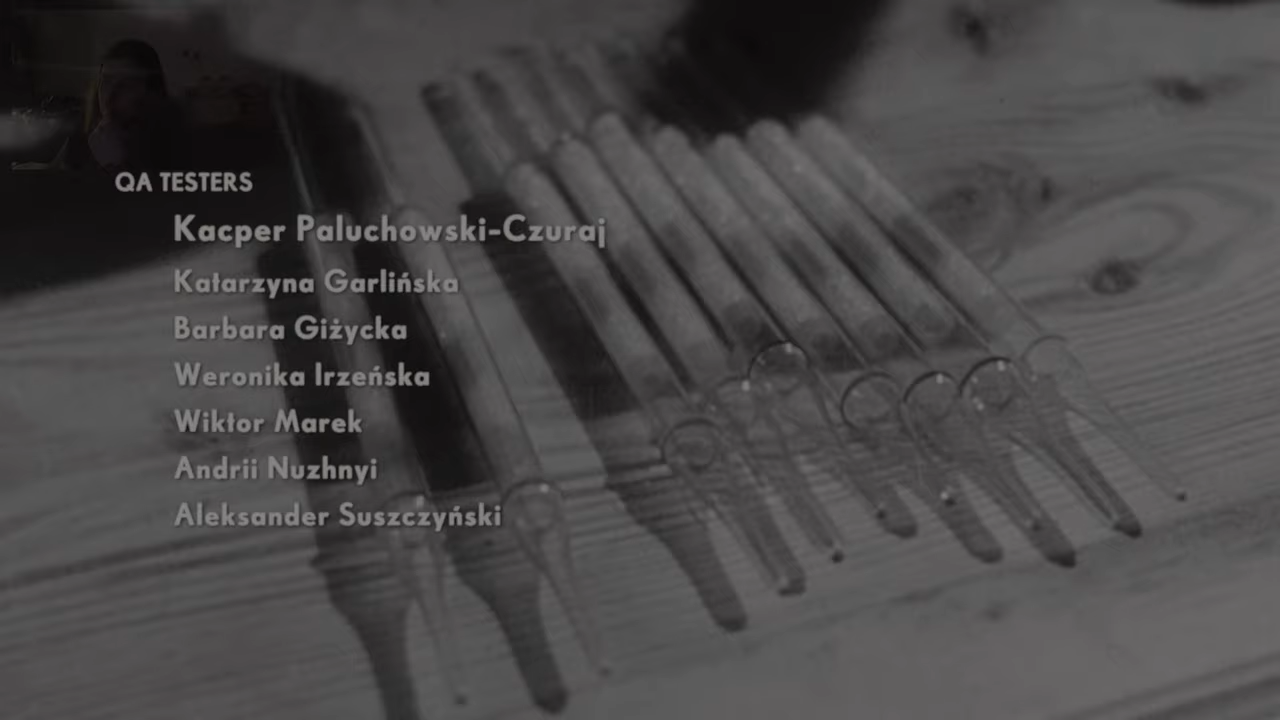 QA TESTERS
Kacper Paluchowski-Czuraj
Katarzyna Garlińska
Barbara Giżycka
Weronika Irzeńska
Wiktor Marek
Andrii Nuzhnyi
Aleksander Suszczyński